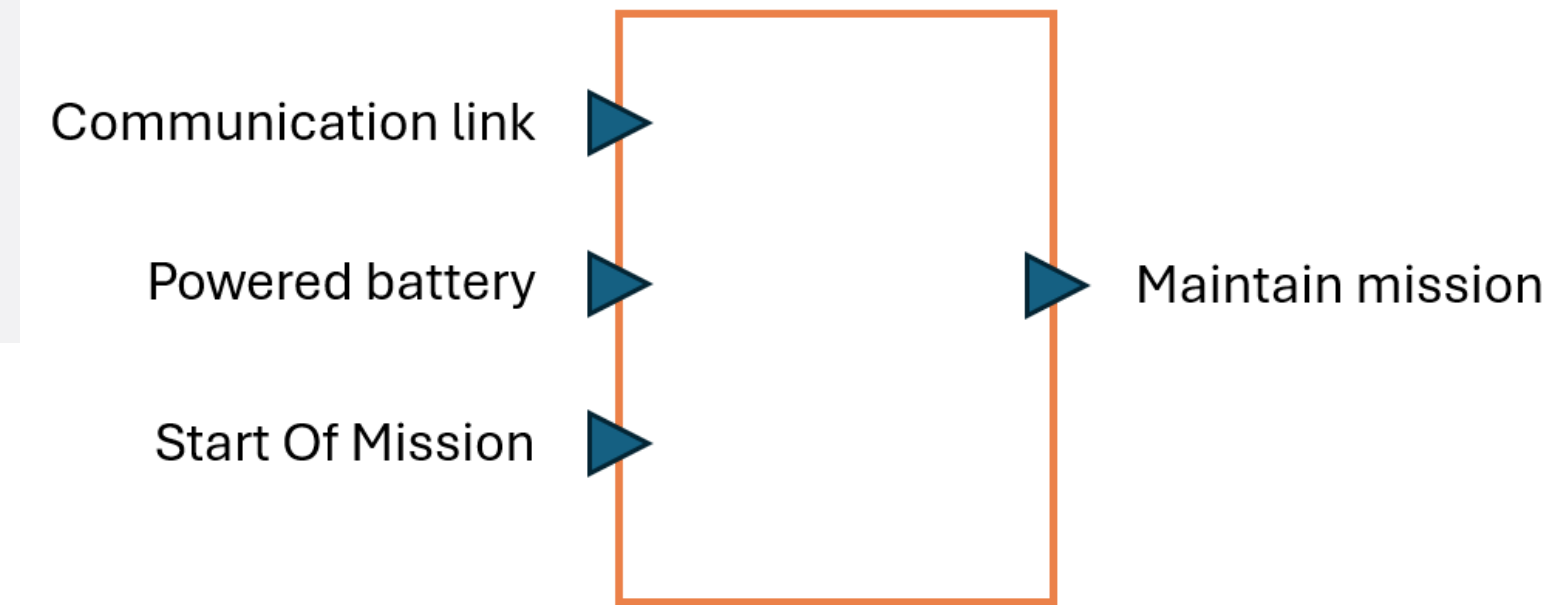 Communication link
Powered battery
Maintain mission
Start Of Mission